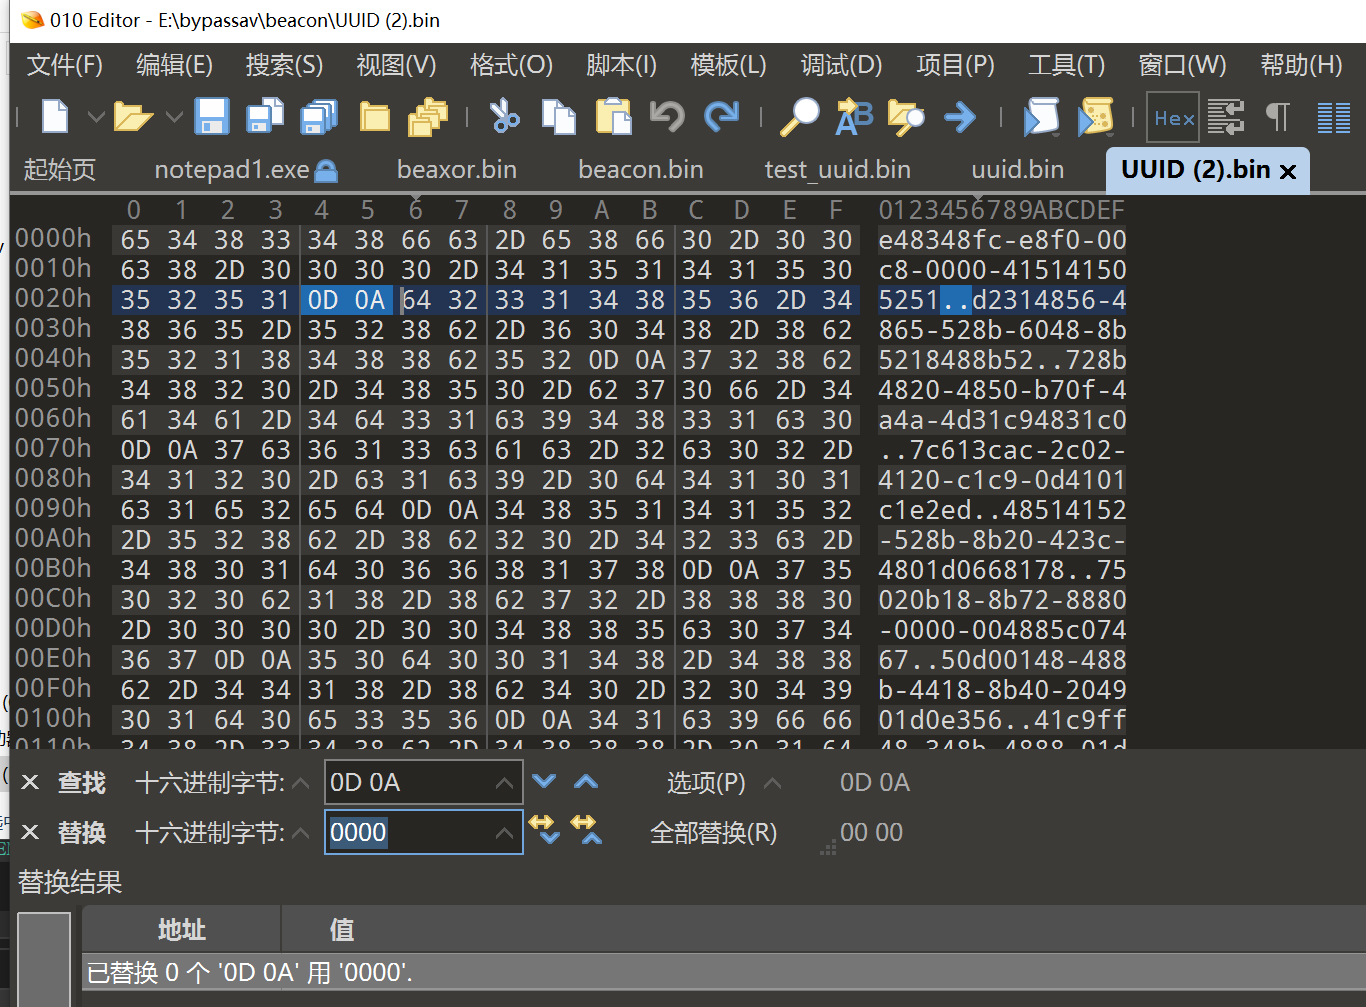 010 Editor - E:\bypassav\beacon\UUID (2).bin
文件(F) 编辑(E) 搜索(S) 视图(V) 格式(O) 脚本(I) 模板(L) 调试(D) 项目(P) 工具(T) 窗口(W) 帮助(H)
Hex
起始页 notepad1.exe beaxor.bin beacon.bin test_uuid.bin uuid.bin UUID (2).bin
0 1 2 3 4 5 6 7 8 9 A B C D E F 0123456789ABCDEF
0000h 65 34 38 33 34 38 66 63 2D 65 38 66 30 2D 30 30 e48348fc-e8f0-00
0010h 63 38 2D 30 30 30 30 2D 34 31 35 31 34 31 35 30 c8-0000-41514150
0020h 35 32 35 31 0D 0A 64 32 33 31 34 38 35 36 2D 34 5251..d2314856-4
0030h 38 36 35 2D 35 32 38 62 2D 36 30 34 38 2D 38 62 865-528b-6048-8b
0040h 35 32 31 38 34 38 38 62 35 32 0D 0A 37 32 38 62 5218488b52..728b
0050h 34 38 32 30 2D 34 38 35 30 2D 62 37 30 66 2D 34 4820-4850-b70f-4
0060h 61 34 61 2D 34 64 33 31 63 39 34 38 33 31 63 30 a4a-4d31c94831c0
0070h 0D 0A 37 63 36 31 33 63 61 63 2D 32 63 30 32 2D ..7c613cac-2c02-
0080h 34 31 32 30 2D 63 31 63 39 2D 30 64 34 31 30 31 4120-c1c9-0d4101
0090h 63 31 65 32 65 64 0D 0A 34 38 35 31 34 31 35 32 c1e2ed..48514152
00A0h 2D 35 32 38 62 2D 38 62 32 30 2D 34 32 33 63 2D -528b-8b20-423c-
00B0h 34 38 30 31 64 30 36 36 38 31 37 38 0D 0A 37 35 4801d0668178..75
00C0h 30 32 30 62 31 38 2D 38 62 37 32 2D 38 38 38 30 020b18-8b72-8880
00D0h 2D 30 30 30 30 2D 30 30 34 38 38 35 63 30 37 34 -0000-004885c074
00E0h 36 37 0D 0A 35 30 64 30 30 31 34 38 2D 34 38 38 67..50d00148-488
00F0h 62 2D 34 34 31 38 2D 38 62 34 30 2D 32 30 34 39 b-4418-8b40-2049
0100h 30 31 64 30 65 33 35 36 0D 0A 34 31 63 39 66 66 01d0e356..41c9ff
0110h 34 38 2D 33 34 38 62 2D 34 38 38 38 2D 30 31 64 48-348b-4888-01d
查找 十六进制字节: 0D 0A 选项(P) 0D 0A
替换 十六进制字节: 0000 全部替换(R) 00 00
替换结果
地址 值
已替换 0 个 '0D 0A' 用 '0000'.